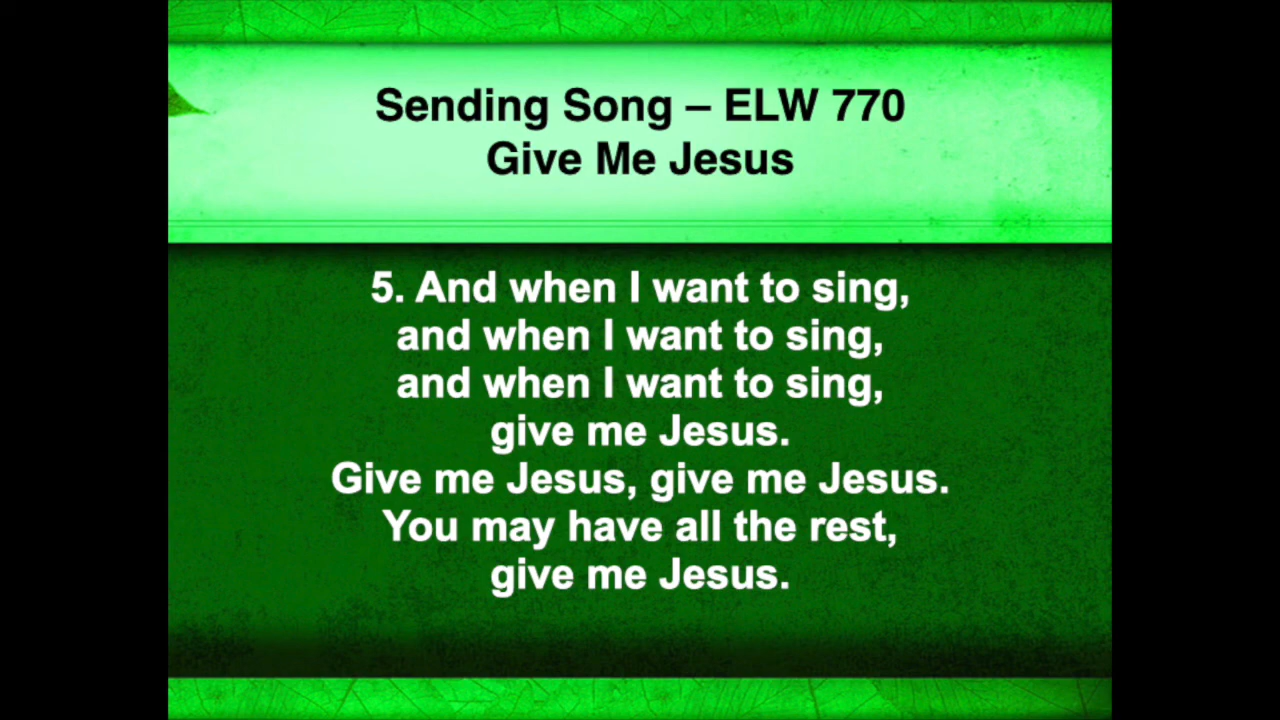 Sending Song – ELW 770
Give Me Jesus
5. And when I want to sing,
and when I want to sing,
and when I want to sing,
give me Jesus.
Give me Jesus, give me Jesus.
You may have all the rest,
give me Jesus.